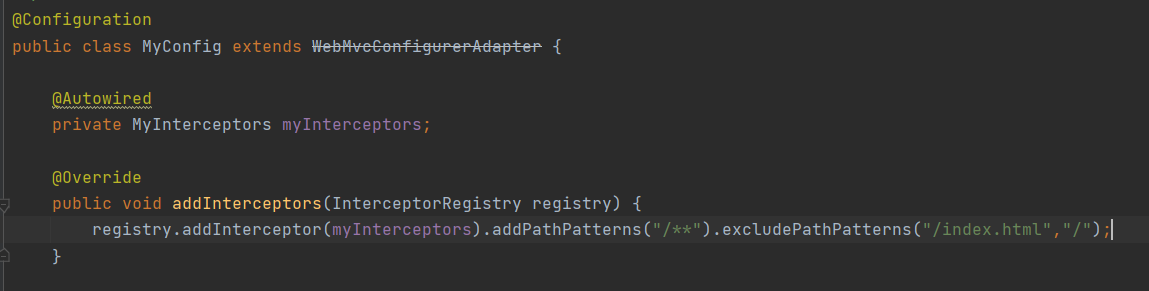 @Configuration
public class MyConfig extends WebMvcConfigurerAdapter {
@Autowired
private MyInterceptors myInterceptors;
@Override
public void addInterceptors(InterceptorRegistry registry) {
registry.addInterceptor(myInterceptors).addPathPatterns("/**").excludePathPatterns("/index.html","/");
}